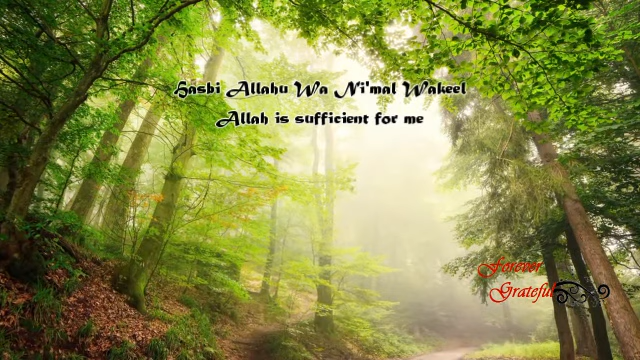 Hasbi Allahu Wa Ni'mal Wakeel
Allah is sufficient for me
Forever
Grateful